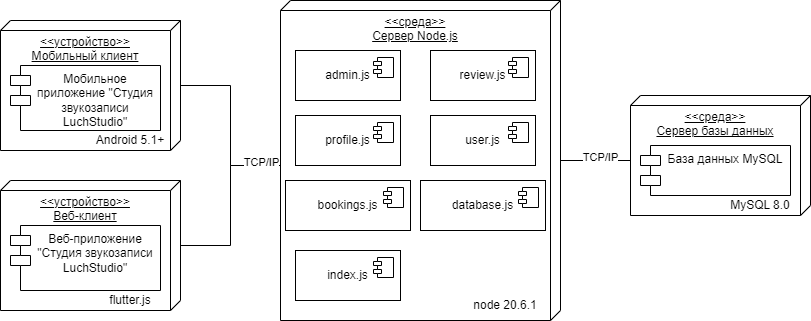 <<устройство>>
Мобильный клиент
Мобильное
приложение "Студия
звукозаписи
LuchStudio"
Android 5.1+
<<устройство>>
Веб-клиент
Веб-приложение
"Студия звукозаписи
LuchStudio"
flutter.js
TCP/IP
<<среда>>
Сервер Node.js
admin.js
review.js
profile.js
user.js
bookings.js
database.js
index.js
node 20.6.1
TCP/IP
<<среда>>
Сервер базы данных
База данных MySQL
MySQL 8.0